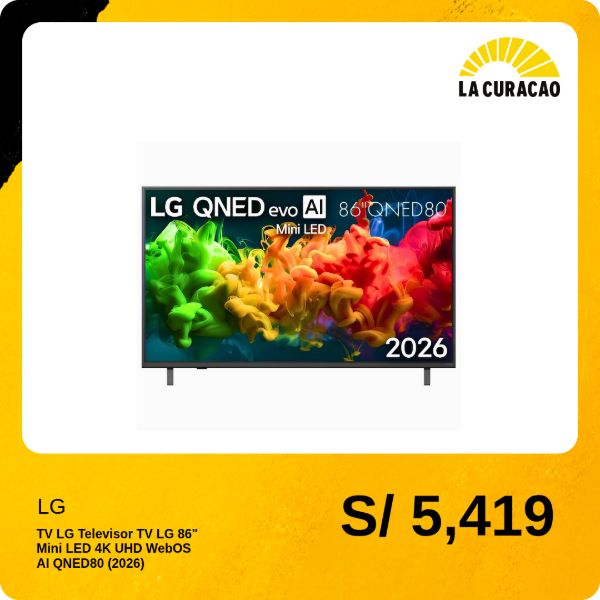 LA CURACAO
LG QNED evo AI 86"QNED80
Mini LED
2026
LG
TV LG Televisor TV LG 86"
Mini LED 4K UHD WebOS
AI QNED80 (2026)
S/ 5,419